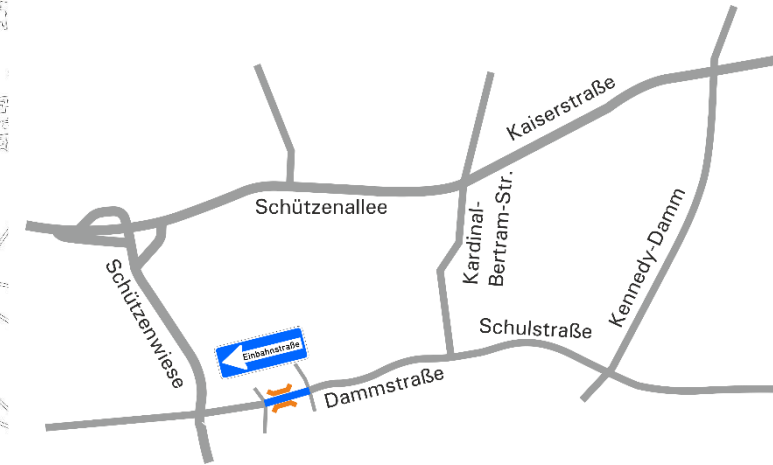 Kaiserstraße
Schützenallee
Kardinal-
Bertram-Str.
Kennedy-Damm
Schützenwiese
Schulstraße
Einbahnstraße
Dammstraße